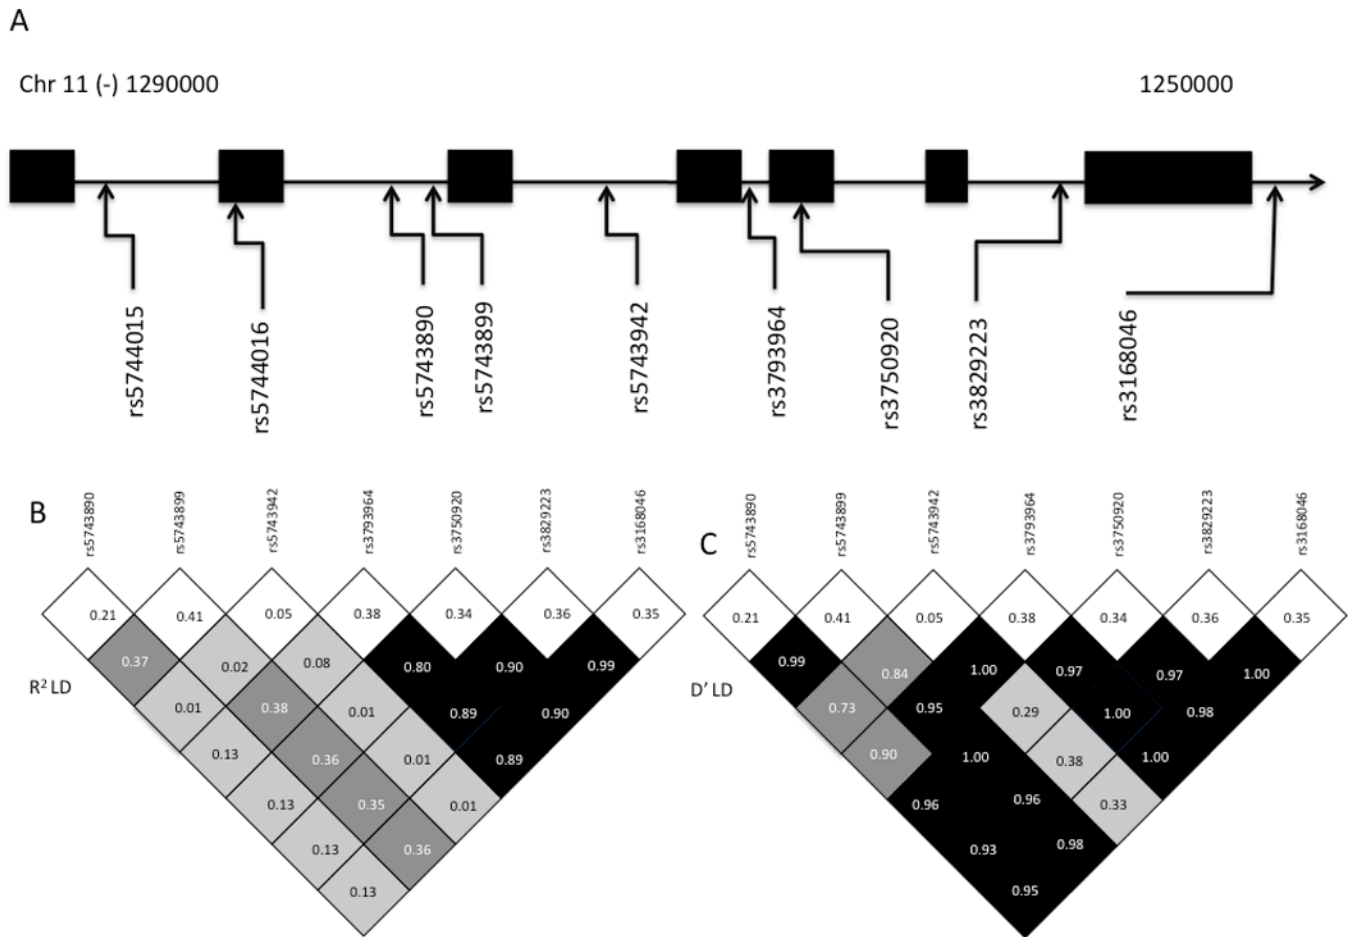 A
Chr 11 (-) 1290000 1250000
rs5744015
rs5744016
rs5743890
rs5743899
rs5743942
rs3793964
rs3750920
rs3829223
rs3168046
B
rs5743890
rs5743899
rs5743942
rs3793964
rs3750920
rs3829223
rs3168046
0.21 0.41 0.05 0.38 0.34 0.36 0.35
0.37 0.02 0.08 0.80 0.90 0.99
R² LD
0.01 0.38 0.01 0.89 0.90
0.13 0.36 0.01 0.89
0.13 0.35 0.01
0.13 0.36
0.13
C
rs5743890
rs5743899
rs5743942
rs3793964
rs3750920
rs3829223
rs3168046
0.21 0.41 0.05 0.38 0.34 0.36 0.35
0.99 0.84 1.00 0.97 0.97 1.00
D’ LD
0.73 0.95 0.29 1.00 0.98
0.90 1.00 0.38 1.00
0.96 0.96 0.33
0.93 0.98
0.95